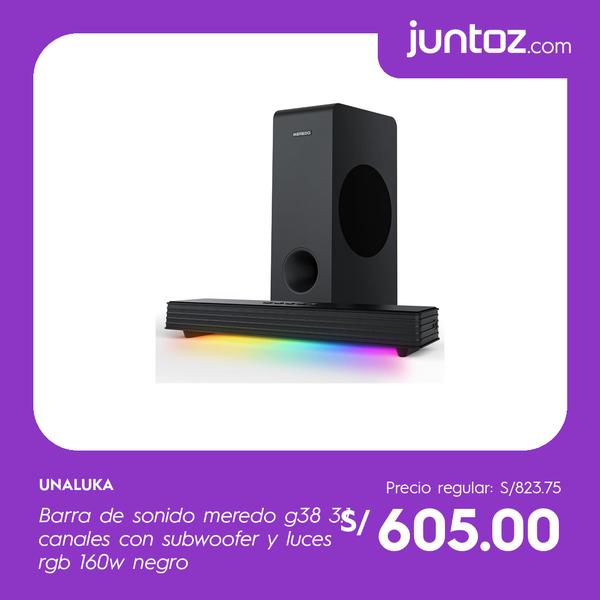 juntoz.com
MEREDO
UNALUKA
Precio regular: S/823.75
Barra de sonido meredo g38
canales con subwoofer y luces
rgb 160w negro
S/ 605.00